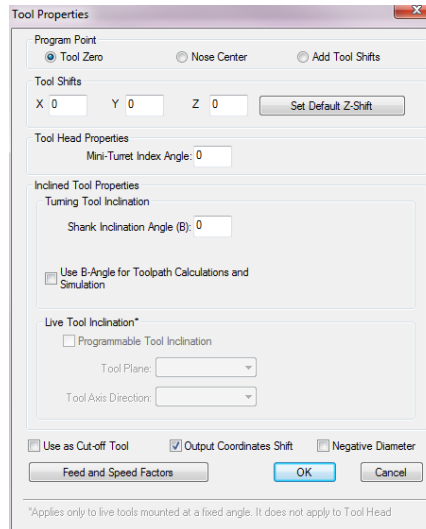 Tool Properties
Program Point
Tool Zero Nose Center Add Tool Shifts
Tool Shifts
X 0 Y 0 Z 0 Set Default Z-Shift
Tool Head Properties
Mini-Turret Index Angle: 0
Inclined Tool Properties
Turning Tool Inclination
Shank Inclination Angle (B): 0
Use B-Angle for Toolpath Calculations and
Simulation
Live Tool Inclination*
Programmable Tool Inclination
Tool Plane:
Tool Axis Direction:
Use as Cut-off Tool Output Coordinates Shift Negative Diameter
Feed and Speed Factors OK Cancel
*Applies only to live tools mounted at a fixed angle. It does not apply to Tool Head